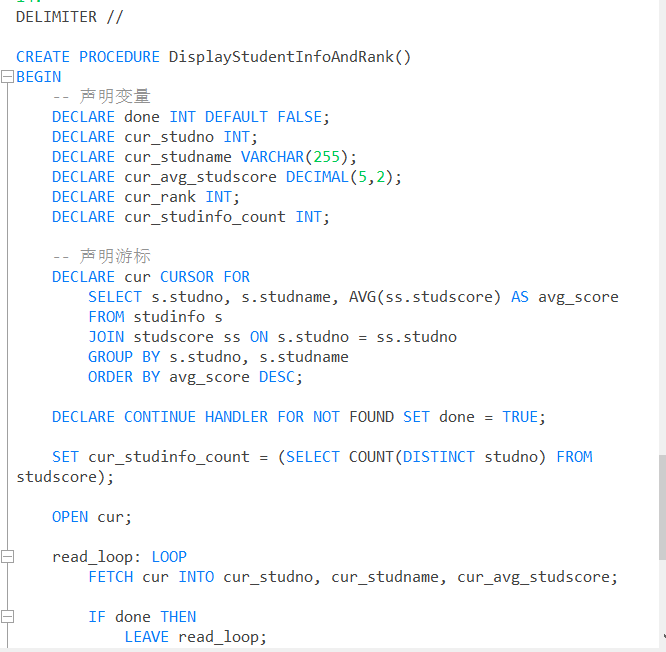 DELIMITER //
CREATE PROCEDURE DisplayStudentInfoAndRank()
BEGIN
-- 声明变量
DECLARE done INT DEFAULT FALSE;
DECLARE cur_studno INT;
DECLARE cur_studname VARCHAR(255);
DECLARE cur_avg_studscore DECIMAL(5,2);
DECLARE cur_rank INT;
DECLARE cur_studinfo_count INT;
-- 声明游标
DECLARE cur CURSOR FOR
SELECT s.studno, s.studname, AVG(ss.studscore) AS avg_score
FROM studinfo s
JOIN studscore ss ON s.studno = ss.studno
GROUP BY s.studno, s.studname
ORDER BY avg_score DESC;
DECLARE CONTINUE HANDLER FOR NOT FOUND SET done = TRUE;
SET cur_studinfo_count = (SELECT COUNT(DISTINCT studno) FROM
studscore);
OPEN cur;
read_loop: LOOP
FETCH cur INTO cur_studno, cur_studname, cur_avg_studscore;
IF done THEN
LEAVE read_loop;